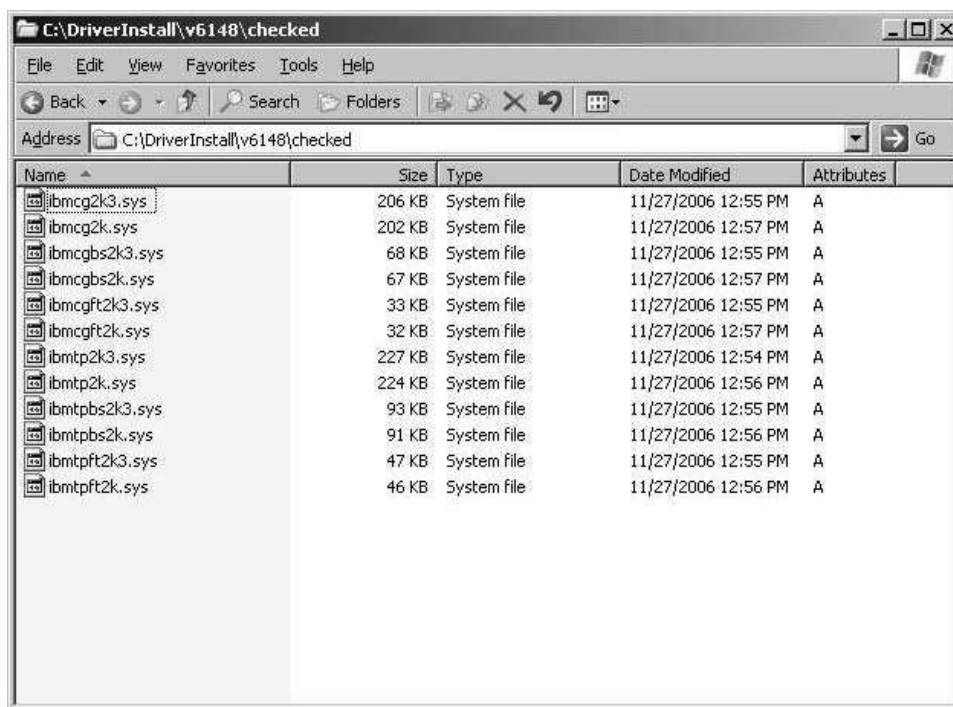 C:\DriverInstall\v6148\checked
File Edit View Favorites Tools Help
Back Search Folders
Address C:\DriverInstall\v6148\checked Go
Name Size Type Date Modified Attributes
ibmcg2k3.sys 206 KB System file 11/27/2006 12:55 PM A
ibmcg2k.sys 202 KB System file 11/27/2006 12:57 PM A
ibmcgbs2k3.sys 68 KB System file 11/27/2006 12:55 PM A
ibmcgbs2k.sys 67 KB System file 11/27/2006 12:57 PM A
ibmcgft2k3.sys 33 KB System file 11/27/2006 12:55 PM A
ibmcgft2k.sys 32 KB System file 11/27/2006 12:57 PM A
ibmtp2k3.sys 227 KB System file 11/27/2006 12:54 PM A
ibmtp2k.sys 224 KB System file 11/27/2006 12:56 PM A
ibmtpbs2k3.sys 93 KB System file 11/27/2006 12:55 PM A
ibmtpbs2k.sys 91 KB System file 11/27/2006 12:56 PM A
ibmtpft2k3.sys 47 KB System file 11/27/2006 12:55 PM A
ibmtpft2k.sys 46 KB System file 11/27/2006 12:56 PM A